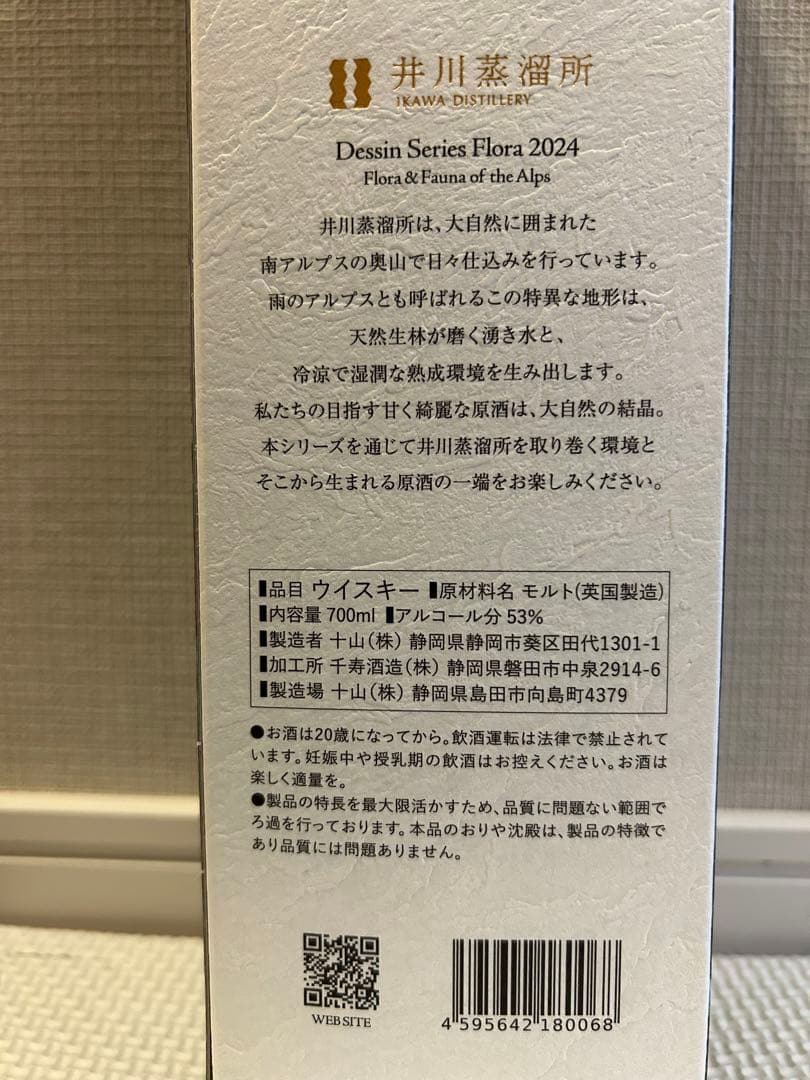 井川蒸溜所
IKAWA DISTILLERY
Dessin Series Flora 2024
Flora & Fauna of the Alps
井川蒸溜所は、大自然に囲まれた
南アルプスの奥山で日々仕込みを行っています。
雨のアルプスとも呼ばれるこの特異な地形は、
天然生林が磨く湧き水と、
冷涼で湿潤な熟成環境を生み出します。
私たちの目指す甘く綺麗な原酒は、大自然の結晶。
本シリーズを通じて井川蒸溜所を取り巻く環境と
そこから生まれる原酒の一端をお楽しみください。
▮品目 ウイスキー ▮原材料名 モルト(英国製造)
▮内容量 700ml ▮アルコール分 53%
▮製造者 十山(株) 静岡県静岡市葵区田代1301-1
▮加工所 千寿酒造(株) 静岡県磐田市中泉2914-6
▮製造場 十山(株) 静岡県島田市向島町4379
●お酒は20歳になってから。飲酒運転は法律で禁止されて
います。妊娠中や授乳期の飲酒はお控えください。お酒は
楽しく適量を。
●製品の特長を最大限活かすため、品質に問題ない範囲で
ろ過を行っております。本品のおりや沈殿は、製品の特徴で
あり品質には問題ありません。
WEB SITE
4 595642 180068